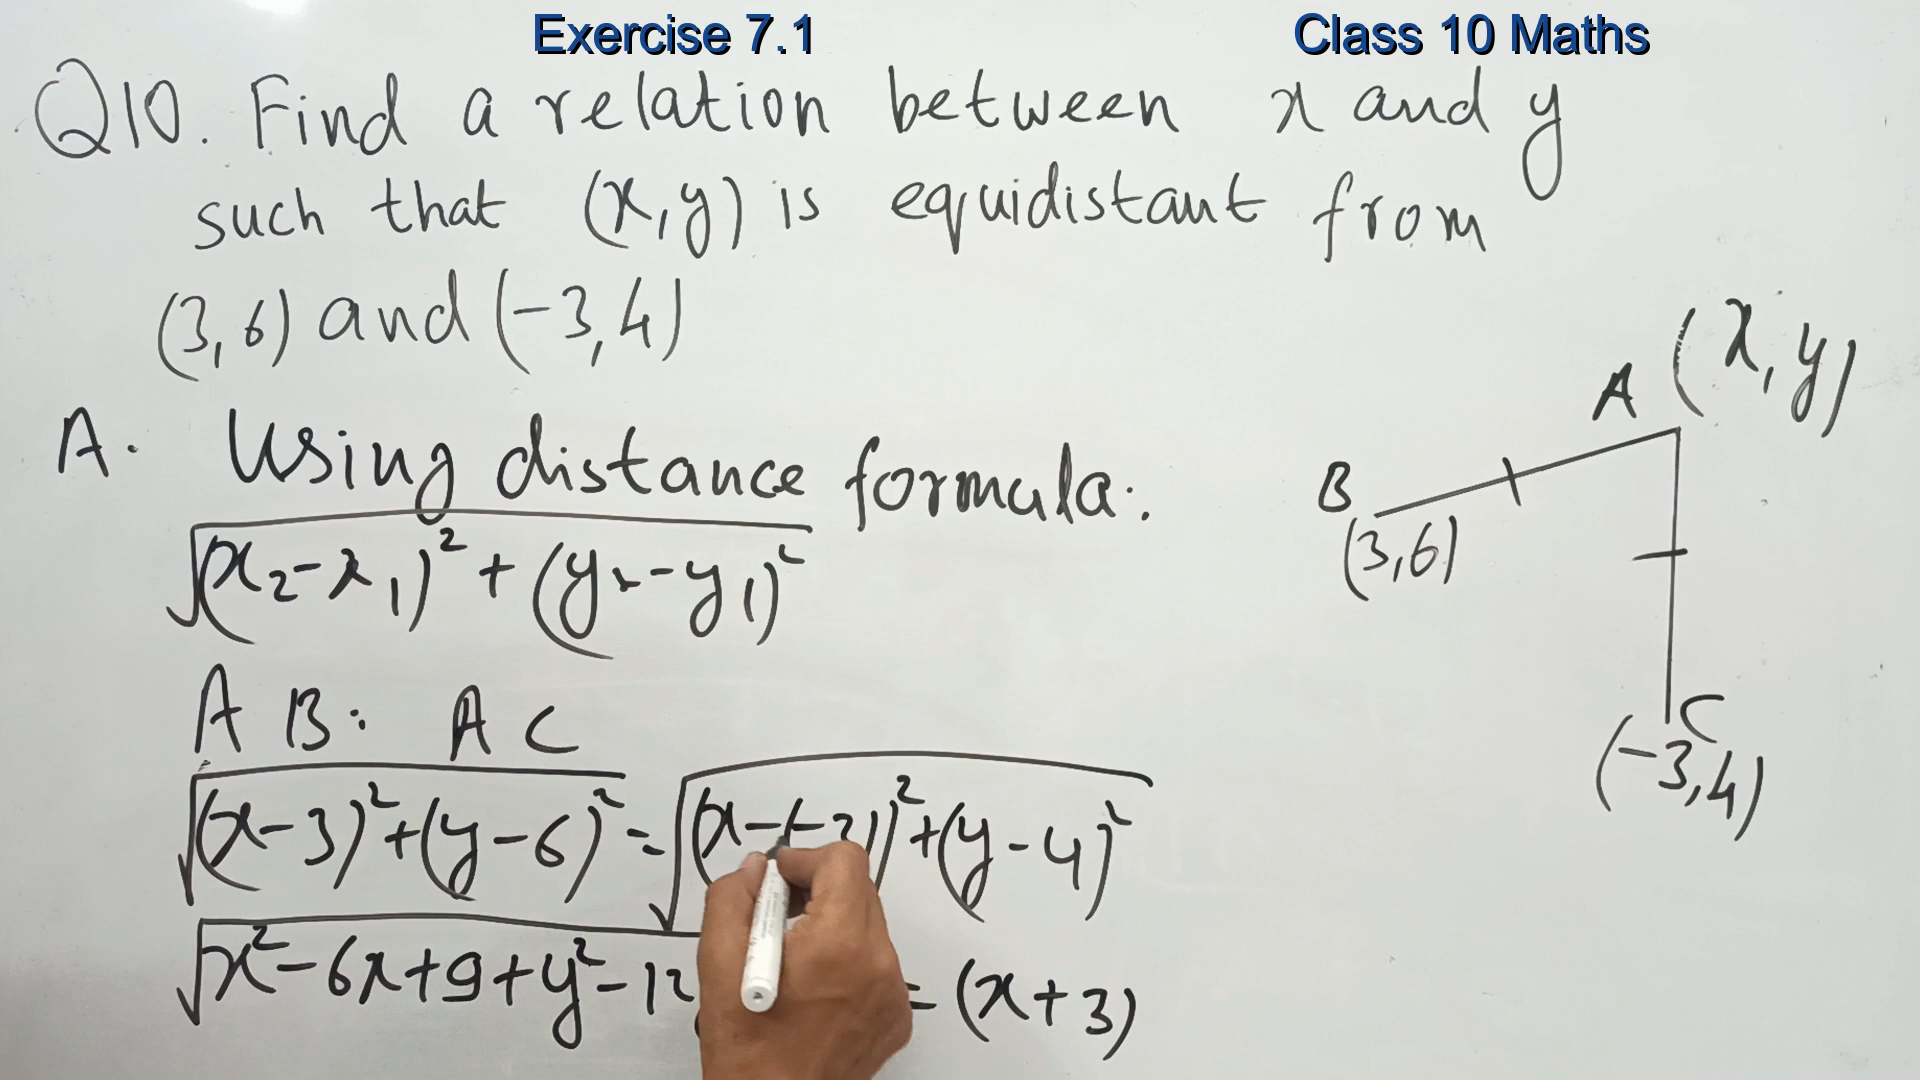 Exercise 7.1 Class 10 Maths
Q10. Find a relation between x and y
such that (x,y) is equidistant from
(3,6) and (-3,4)
A (x,y)
B
(3,6)
C
(-3,4)
A. Using distance formula:
√(x₂-x₁)²+(y₂-y₁)²
AB: AC
√(x-3)²+(y-6)² = √(x-(-3))²+(y-4)²
√x²-6x+9+y²-12 = (x+3)